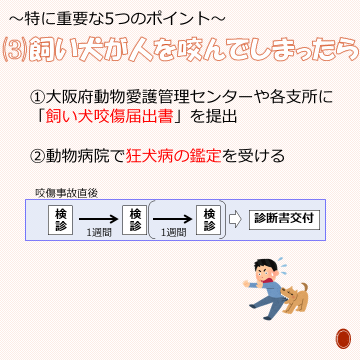 ～特に重要な5つのポイント～
⑶飼い犬が人を咬んでしまったら
①大阪府動物愛護管理センターや各支所に
「飼い犬咬傷届出書」を提出
②動物病院で狂犬病の鑑定を受ける
咬傷事故直後
検診 検診 検診 診断書交付
1週間 1週間